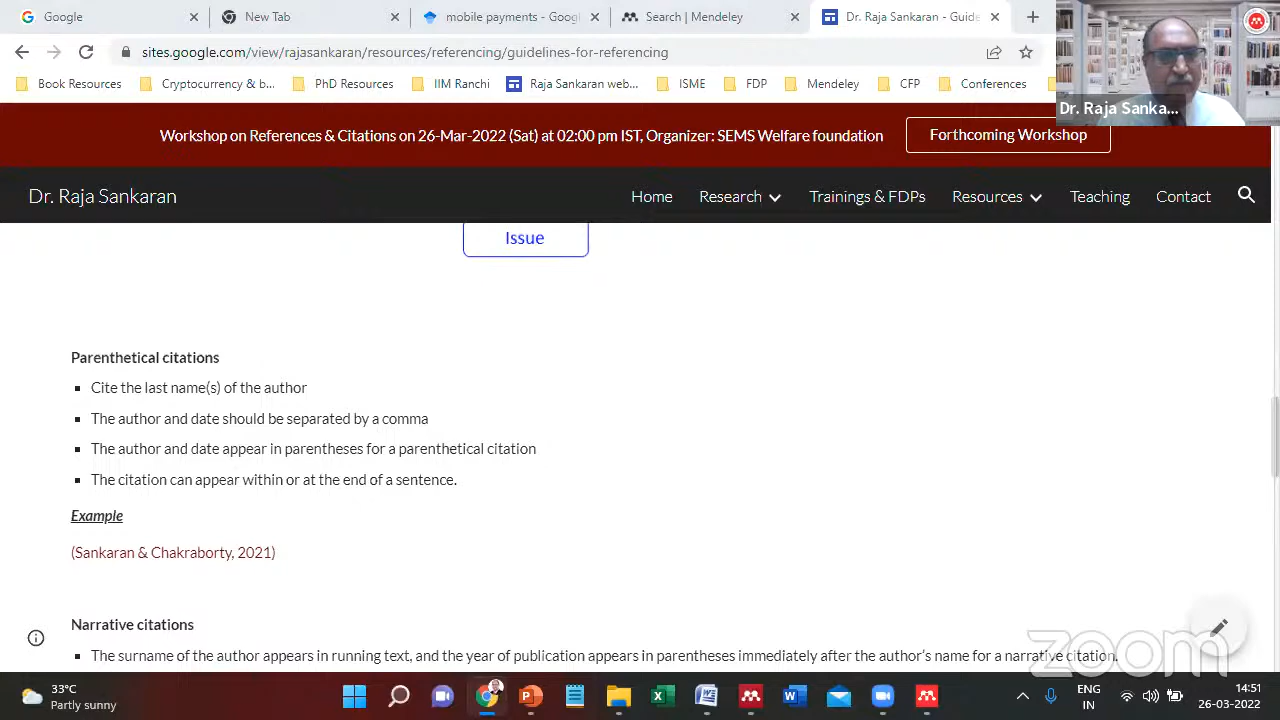 Google
New Tab
mobile payments - Goo
Search | Mendeley
Dr. Raja Sankaran - Guide
sites.google.com/view/rajasankaran/resources/referencing/guidelines-for-referencing
Book Resources
Cryptocurrency & b...
PhD Resources
IIM Ranchi
Raja Sankaran web...
ISME
FDP
Mendeley
CFP
Conferences
Dr. Raja Sanka...
Workshop on References & Citations on 26-Mar-2022 (Sat) at 02:00 pm IST, Organizer: SEMS Welfare foundation
Forthcoming Workshop
Dr. Raja Sankaran
Home
Research
Trainings & FDPs
Resources
Teaching
Contact
Issue
Parenthetical citations
▪ Cite the last name(s) of the author
▪ The author and date should be separated by a comma
▪ The author and date appear in parentheses for a parenthetical citation
▪ The citation can appear within or at the end of a sentence.
Example
(Sankaran & Chakraborty, 2021)
Narrative citations
▪ The surname of the author appears in running text, and the year of publication appears in parentheses immediately after the author's name for a narrative citation.
zoom
33°C
Partly sunny
ENG
IN
14:51
26-03-2022